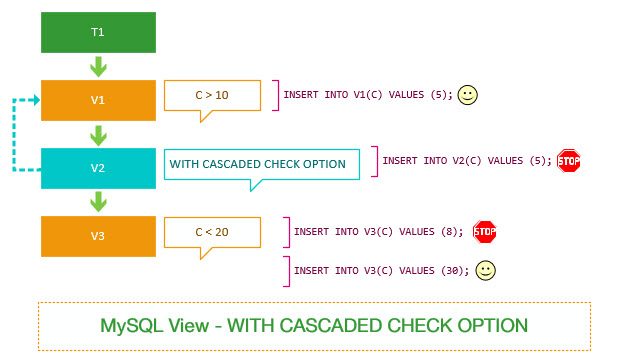 T1
V1
C > 10
INSERT INTO V1(C) VALUES (5);
V2
WITH CASCADED CHECK OPTION
INSERT INTO V2(C) VALUES (5);
STOP
V3
C < 20
INSERT INTO V3(C) VALUES (8);
STOP
INSERT INTO V3(C) VALUES (30);
MySQL View - WITH CASCADED CHECK OPTION